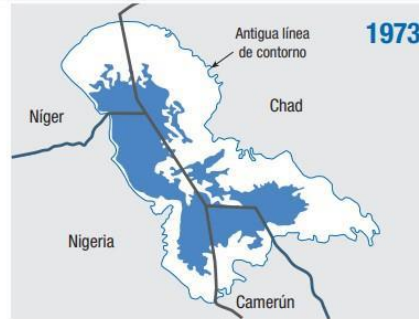 1973
Antigua línea
de contorno
Chad
Níger
Nigeria
Camerún